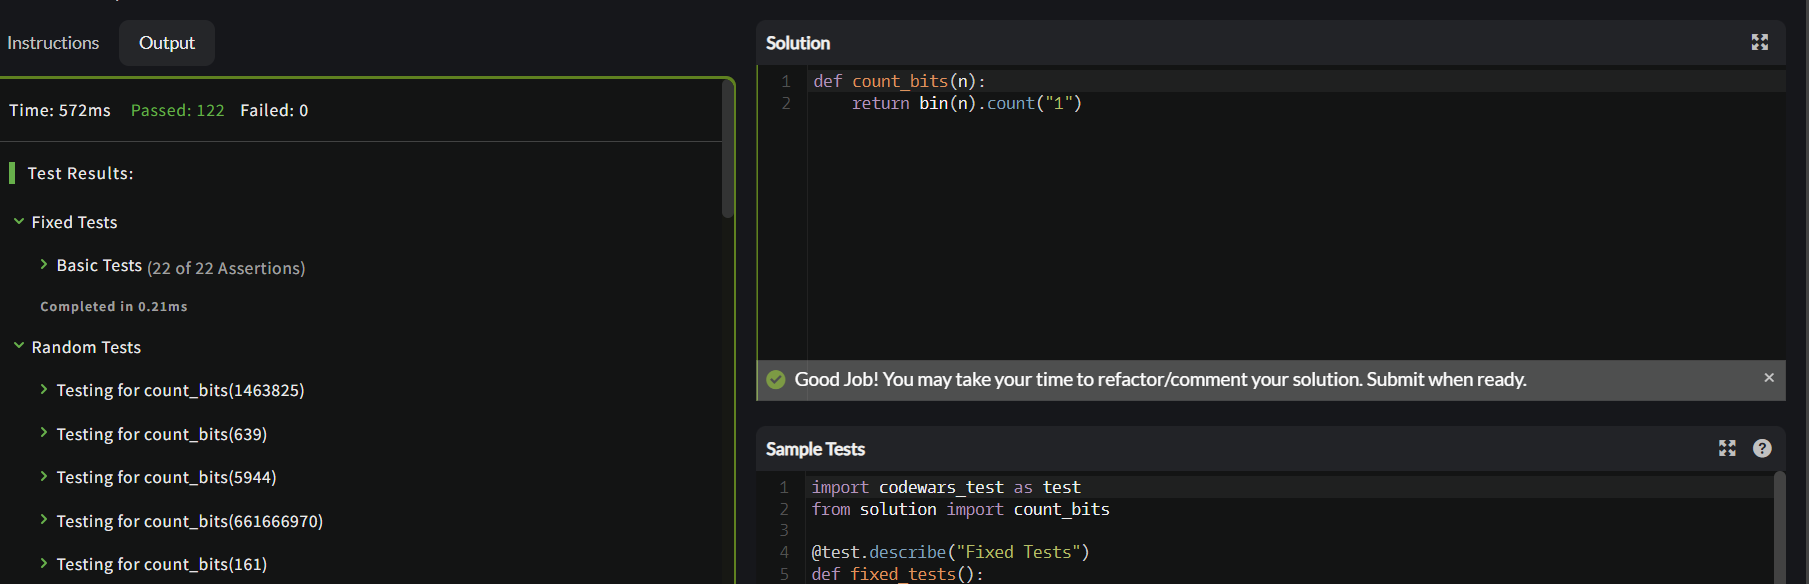 Instructions
Output
Time: 572ms Passed: 122 Failed: 0
Test Results:
Fixed Tests
Basic Tests (22 of 22 Assertions)
Completed in 0.21ms
Random Tests
Testing for count_bits(1463825)
Testing for count_bits(639)
Testing for count_bits(5944)
Testing for count_bits(661666970)
Testing for count_bits(161)
Solution
1 def count_bits(n):
2     return bin(n).count("1")
Good Job! You may take your time to refactor/comment your solution. Submit when ready.
Sample Tests
1 import codewars_test as test
2 from solution import count_bits
3
4 @test.describe("Fixed Tests")
5 def fixed_tests():